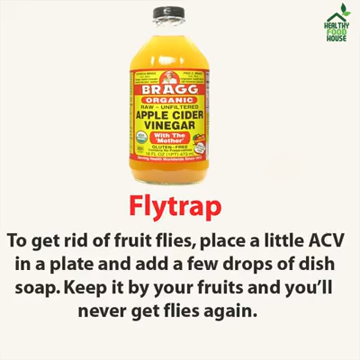 HEALTHY
FOOD
HOUSE
BRAGG
ORGANIC
RAW - UNFILTERED
APPLE CIDER
VINEGAR
With The
'Mother'
GLUTEN-FREE
Flytrap
To get rid of fruit flies, place a little ACV
in a plate and add a few drops of dish
soap. Keep it by your fruits and you'll
never get flies again.